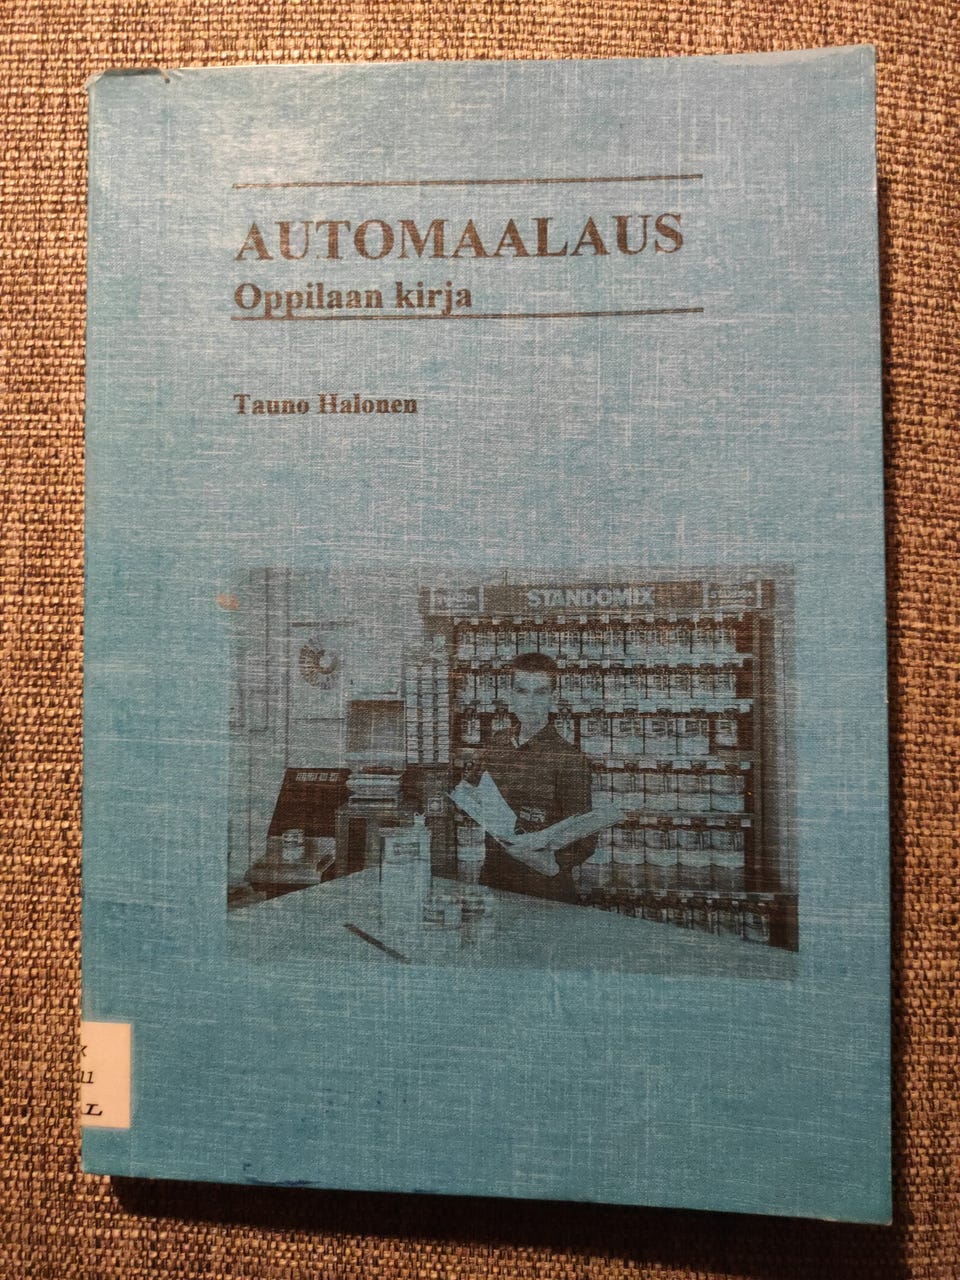 AUTOMAALAUS
Oppilaan kirja
Tauno Halonen
STANDOMIX